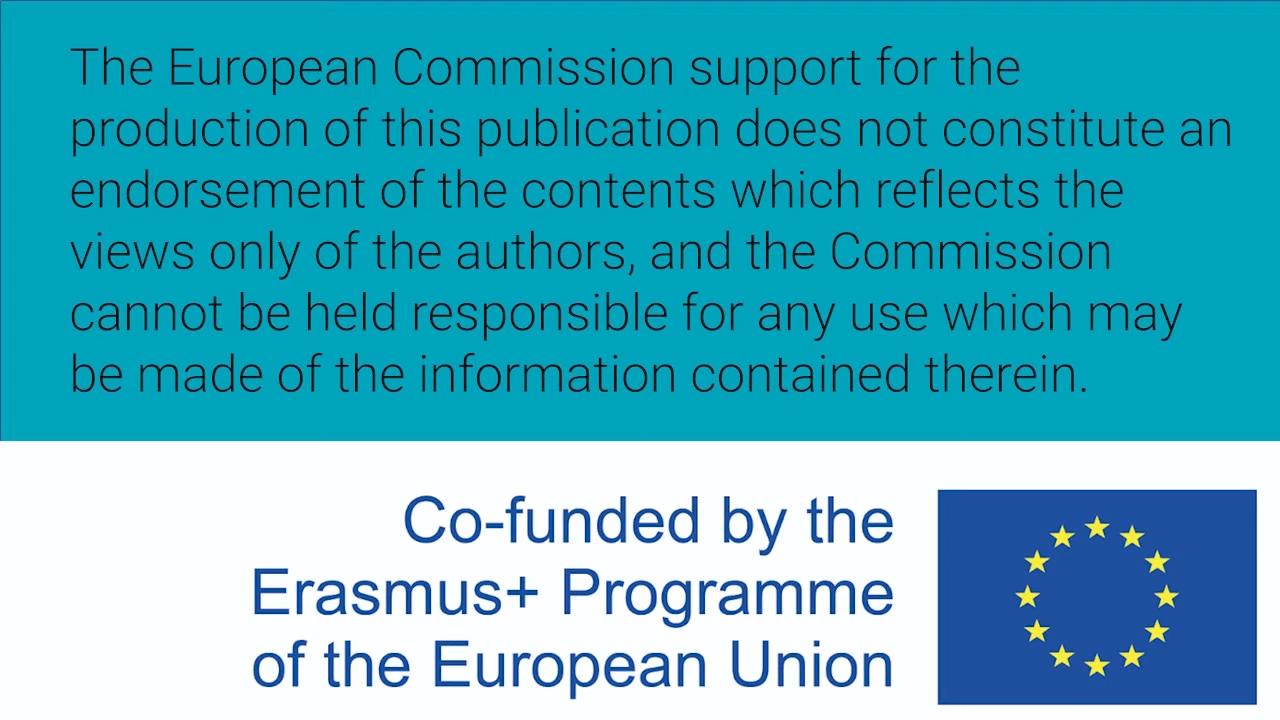 The European Commission support for the
production of this publication does not constitute an
endorsement of the contents which reflects the
views only of the authors, and the Commission
cannot be held responsible for any use which may
be made of the information contained therein.
Co-funded by the
Erasmus+ Programme
of the European Union